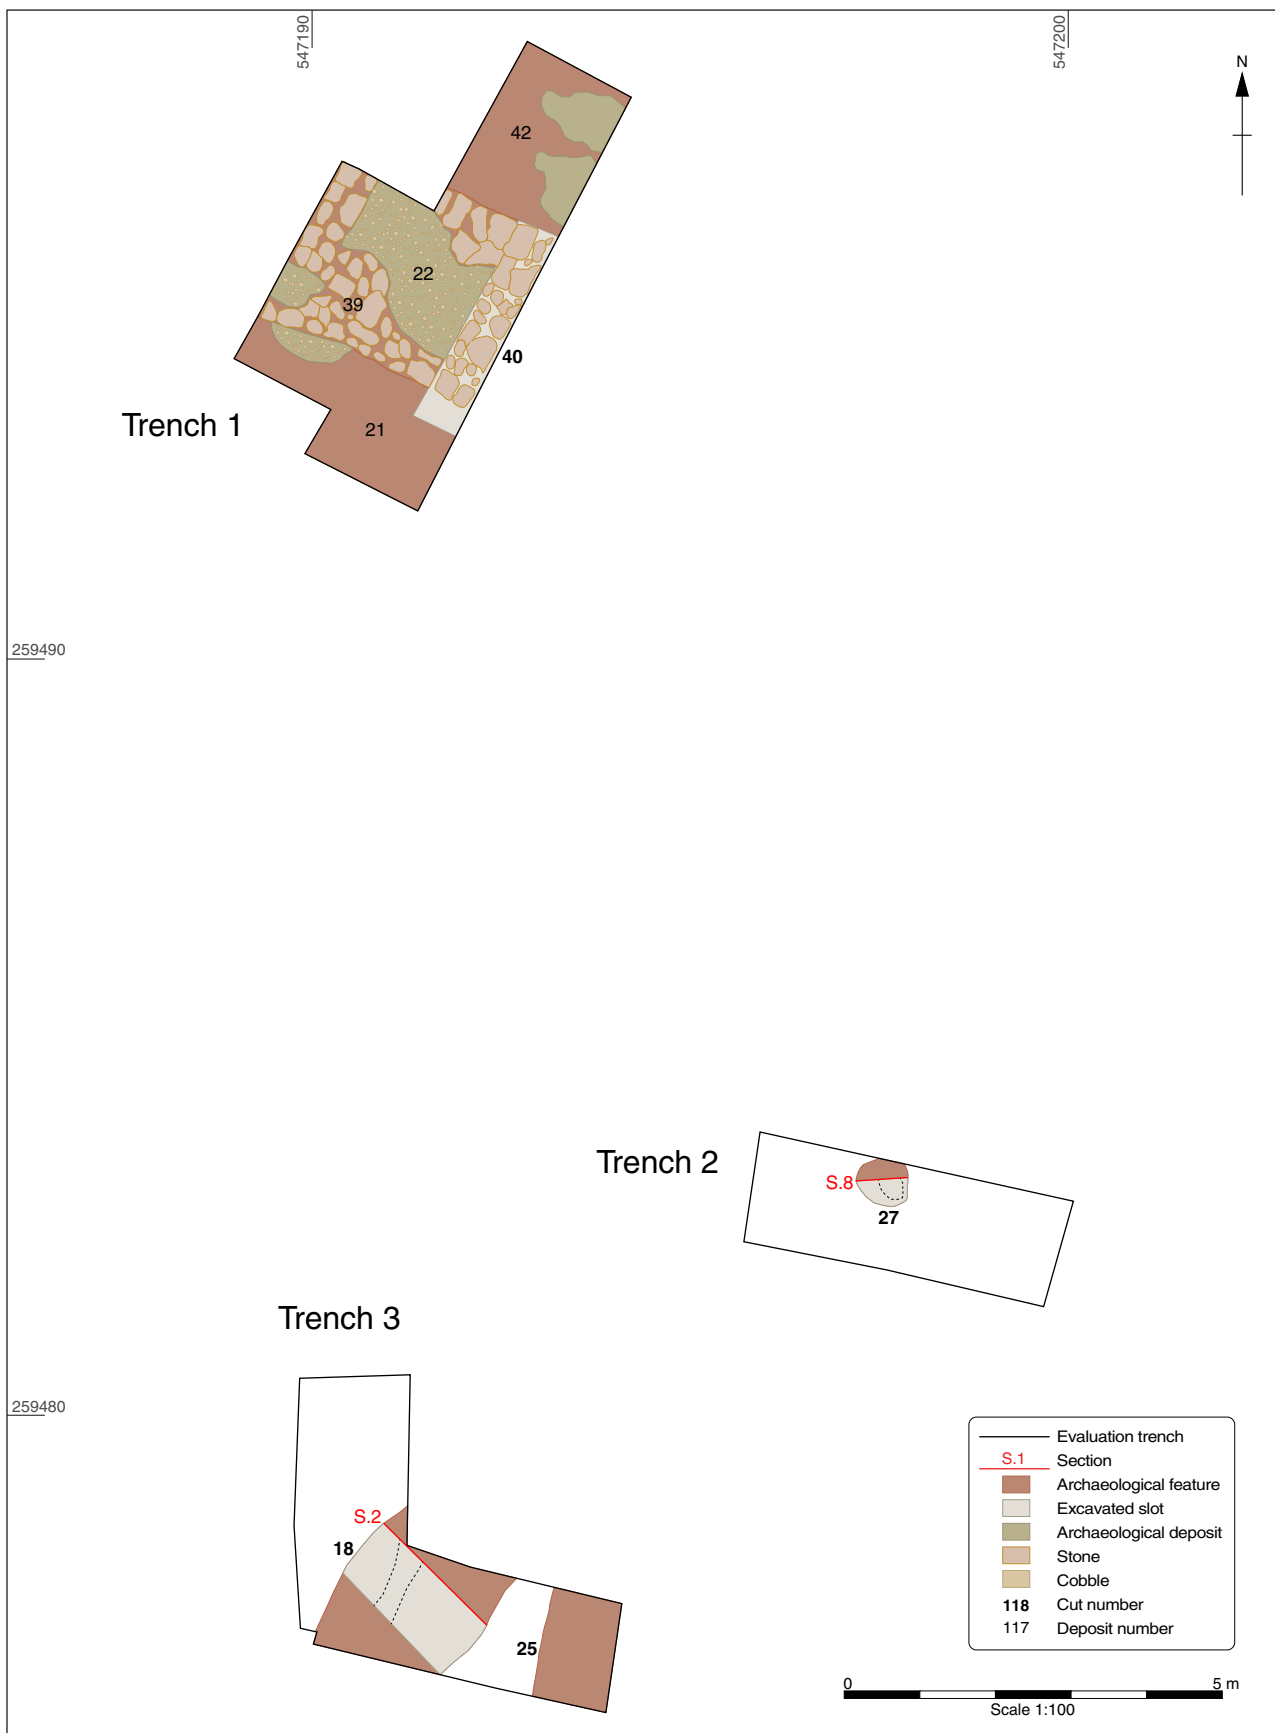 547190
547200
N
42
22
39
40
Trench 1
21
259490
Trench 2
S.8
27
Trench 3
259480
S.2
18
25
Evaluation trench
S.1 Section
Archaeological feature
Excavated slot
Archaeological deposit
Stone
Cobble
118 Cut number
117 Deposit number
0 5 m
Scale 1:100